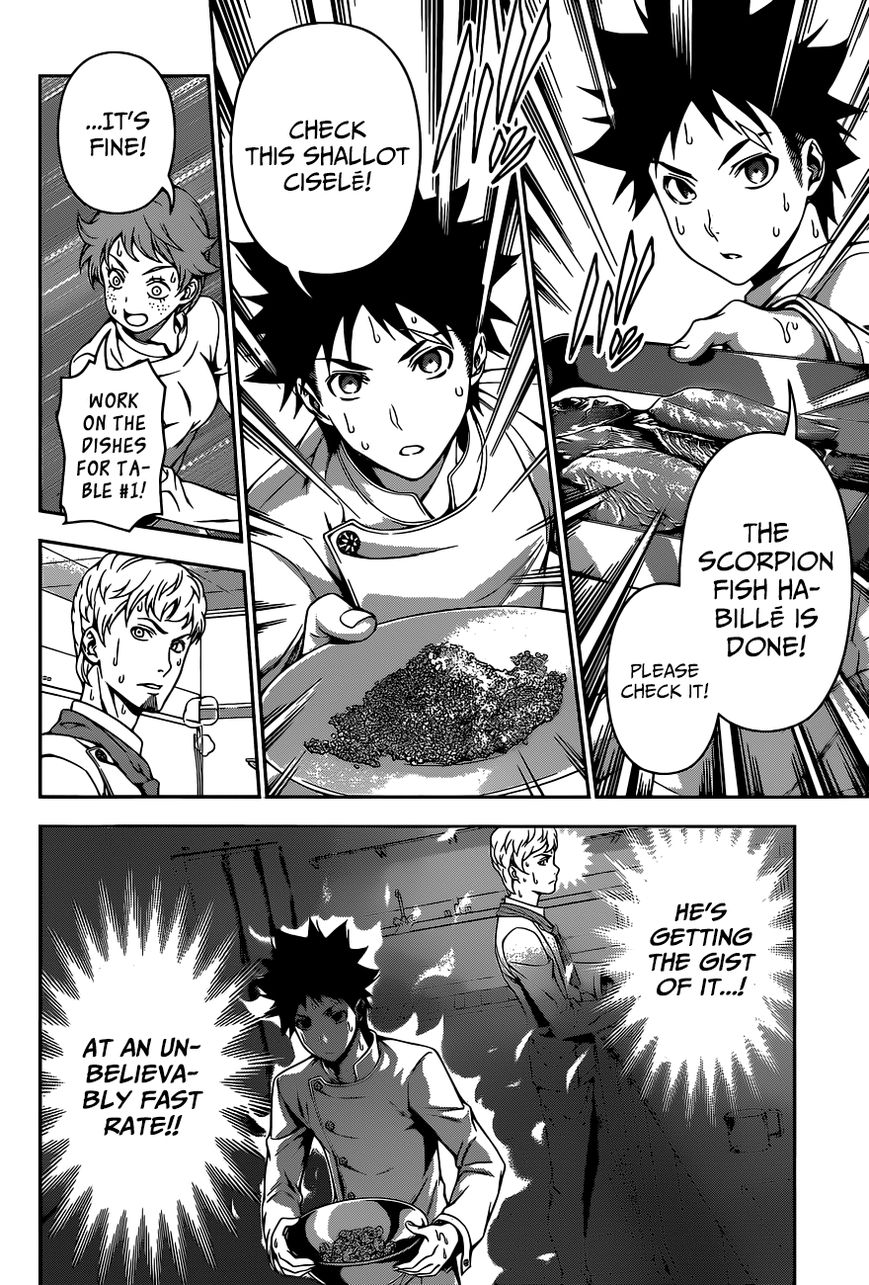 THE
SCORPION
FISH HA-
BILLÉ IS
DONE!
PLEASE
CHECK IT!
CHECK
THIS SHALLOT
CISELÉ!
...IT'S
FINE!
WORK
ON THE
DISHES
FOR TA-
BLE #1!
HE'S
GETTING
THE GIST
OF IT...!
AT AN UN-
BELIEVA-
BLY FAST
RATE!!